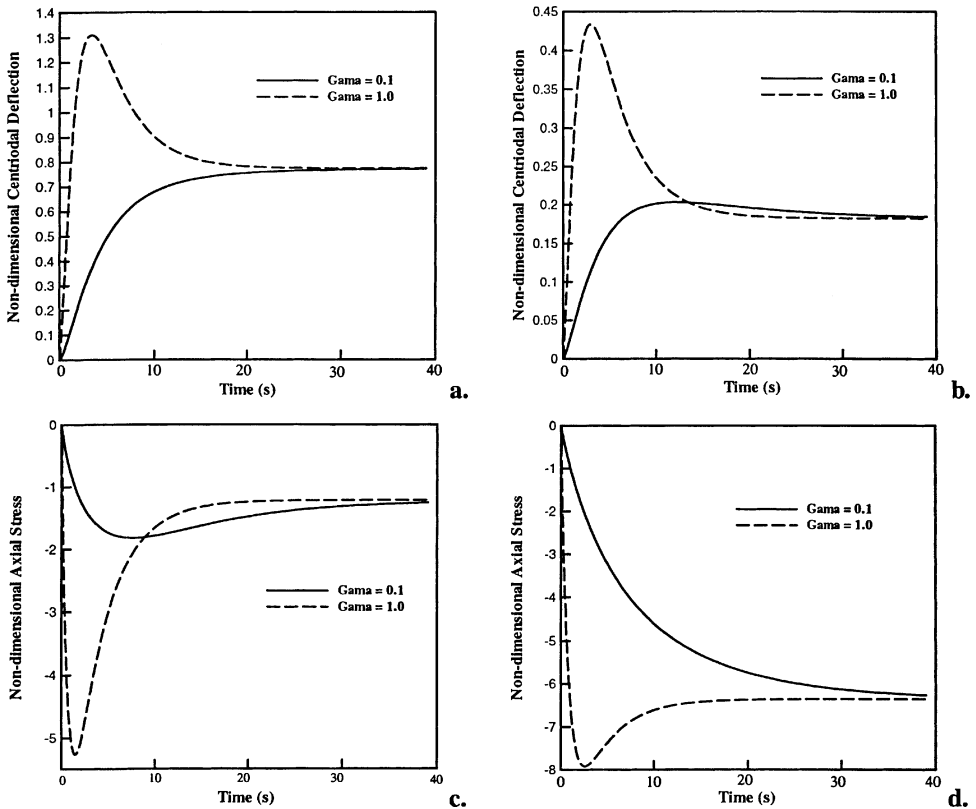 1.4
1.3
1.2
1.1
1
0.9
0.8
0.7
0.6
0.5
0.4
0.3
0.2
0.1
0
Non-dimensional Centriodal Deflection
Gama = 0.1
Gama = 1.0
0 10 20 30 40
Time (s)
a.
0.45
0.4
0.35
0.3
0.25
0.2
0.15
0.1
0.05
0
Non-dimensional Centriodal Deflection
Gama = 0.1
Gama = 1.0
0 10 20 30 40
Time (s)
b.
0
-1
-2
-3
-4
-5
Non-dimensional Axial Stress
Gama = 0.1
Gama = 1.0
0 10 20 30 40
Time (s)
c.
0
-1
-2
-3
-4
-5
-6
-7
-8
Non-dimensional Axial Stress
Gama = 0.1
Gama = 1.0
0 10 20 30 40
Time (s)
d.